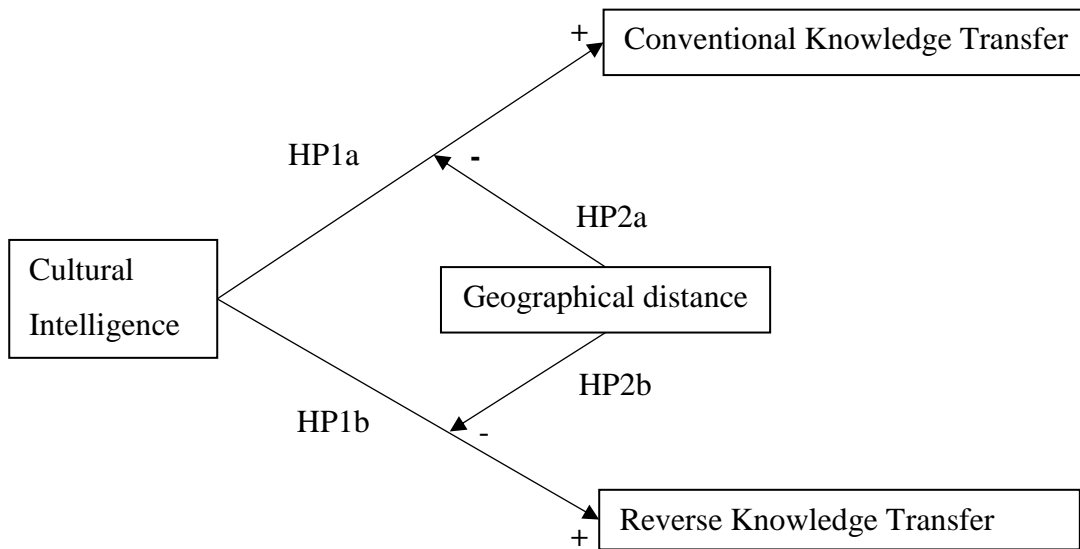 +
Conventional Knowledge Transfer
HP1a
-
HP2a
Cultural
Intelligence
Geographical distance
HP2b
HP1b
-
Reverse Knowledge Transfer
+